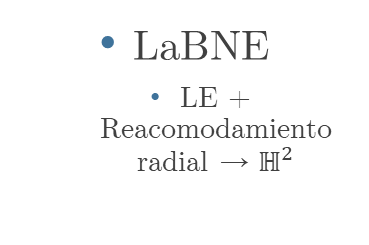 • LaBNE
• LE +
Reacomodamiento
radial → ℍ²